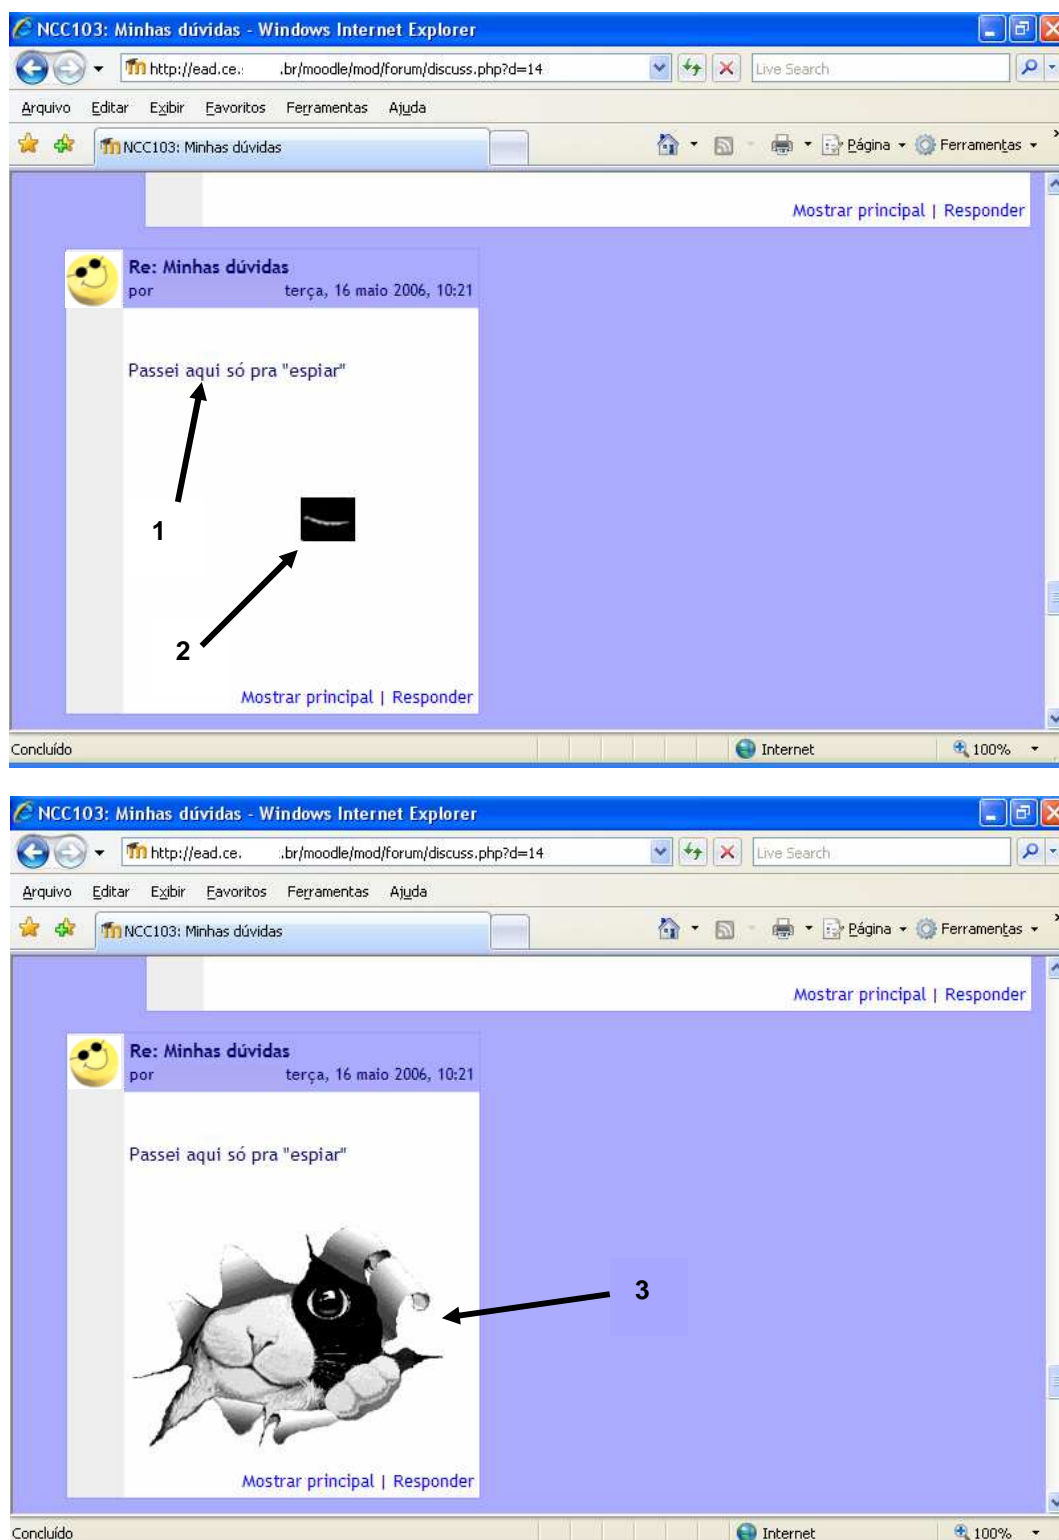 NCC103: Minhas dúvidas - Windows Internet Explorer
http://ead.ce. .br/moodle/mod/forum/discuss.php?d=14 Live Search
Arquivo Editar Exibir Favoritos Ferramentas Ajuda
NCC103: Minhas dúvidas Página Ferramentas
Mostrar principal | Responder
Re: Minhas dúvidas
por terça, 16 maio 2006, 10:21
Passei aqui só pra "espiar"
1
2
Mostrar principal | Responder
Concluído Internet 100%
NCC103: Minhas dúvidas - Windows Internet Explorer
http://ead.ce. .br/moodle/mod/forum/discuss.php?d=14 Live Search
Arquivo Editar Exibir Favoritos Ferramentas Ajuda
NCC103: Minhas dúvidas Página Ferramentas
Mostrar principal | Responder
Re: Minhas dúvidas
por terça, 16 maio 2006, 10:21
Passei aqui só pra "espiar"
3
Mostrar principal | Responder
Concluído Internet 100%